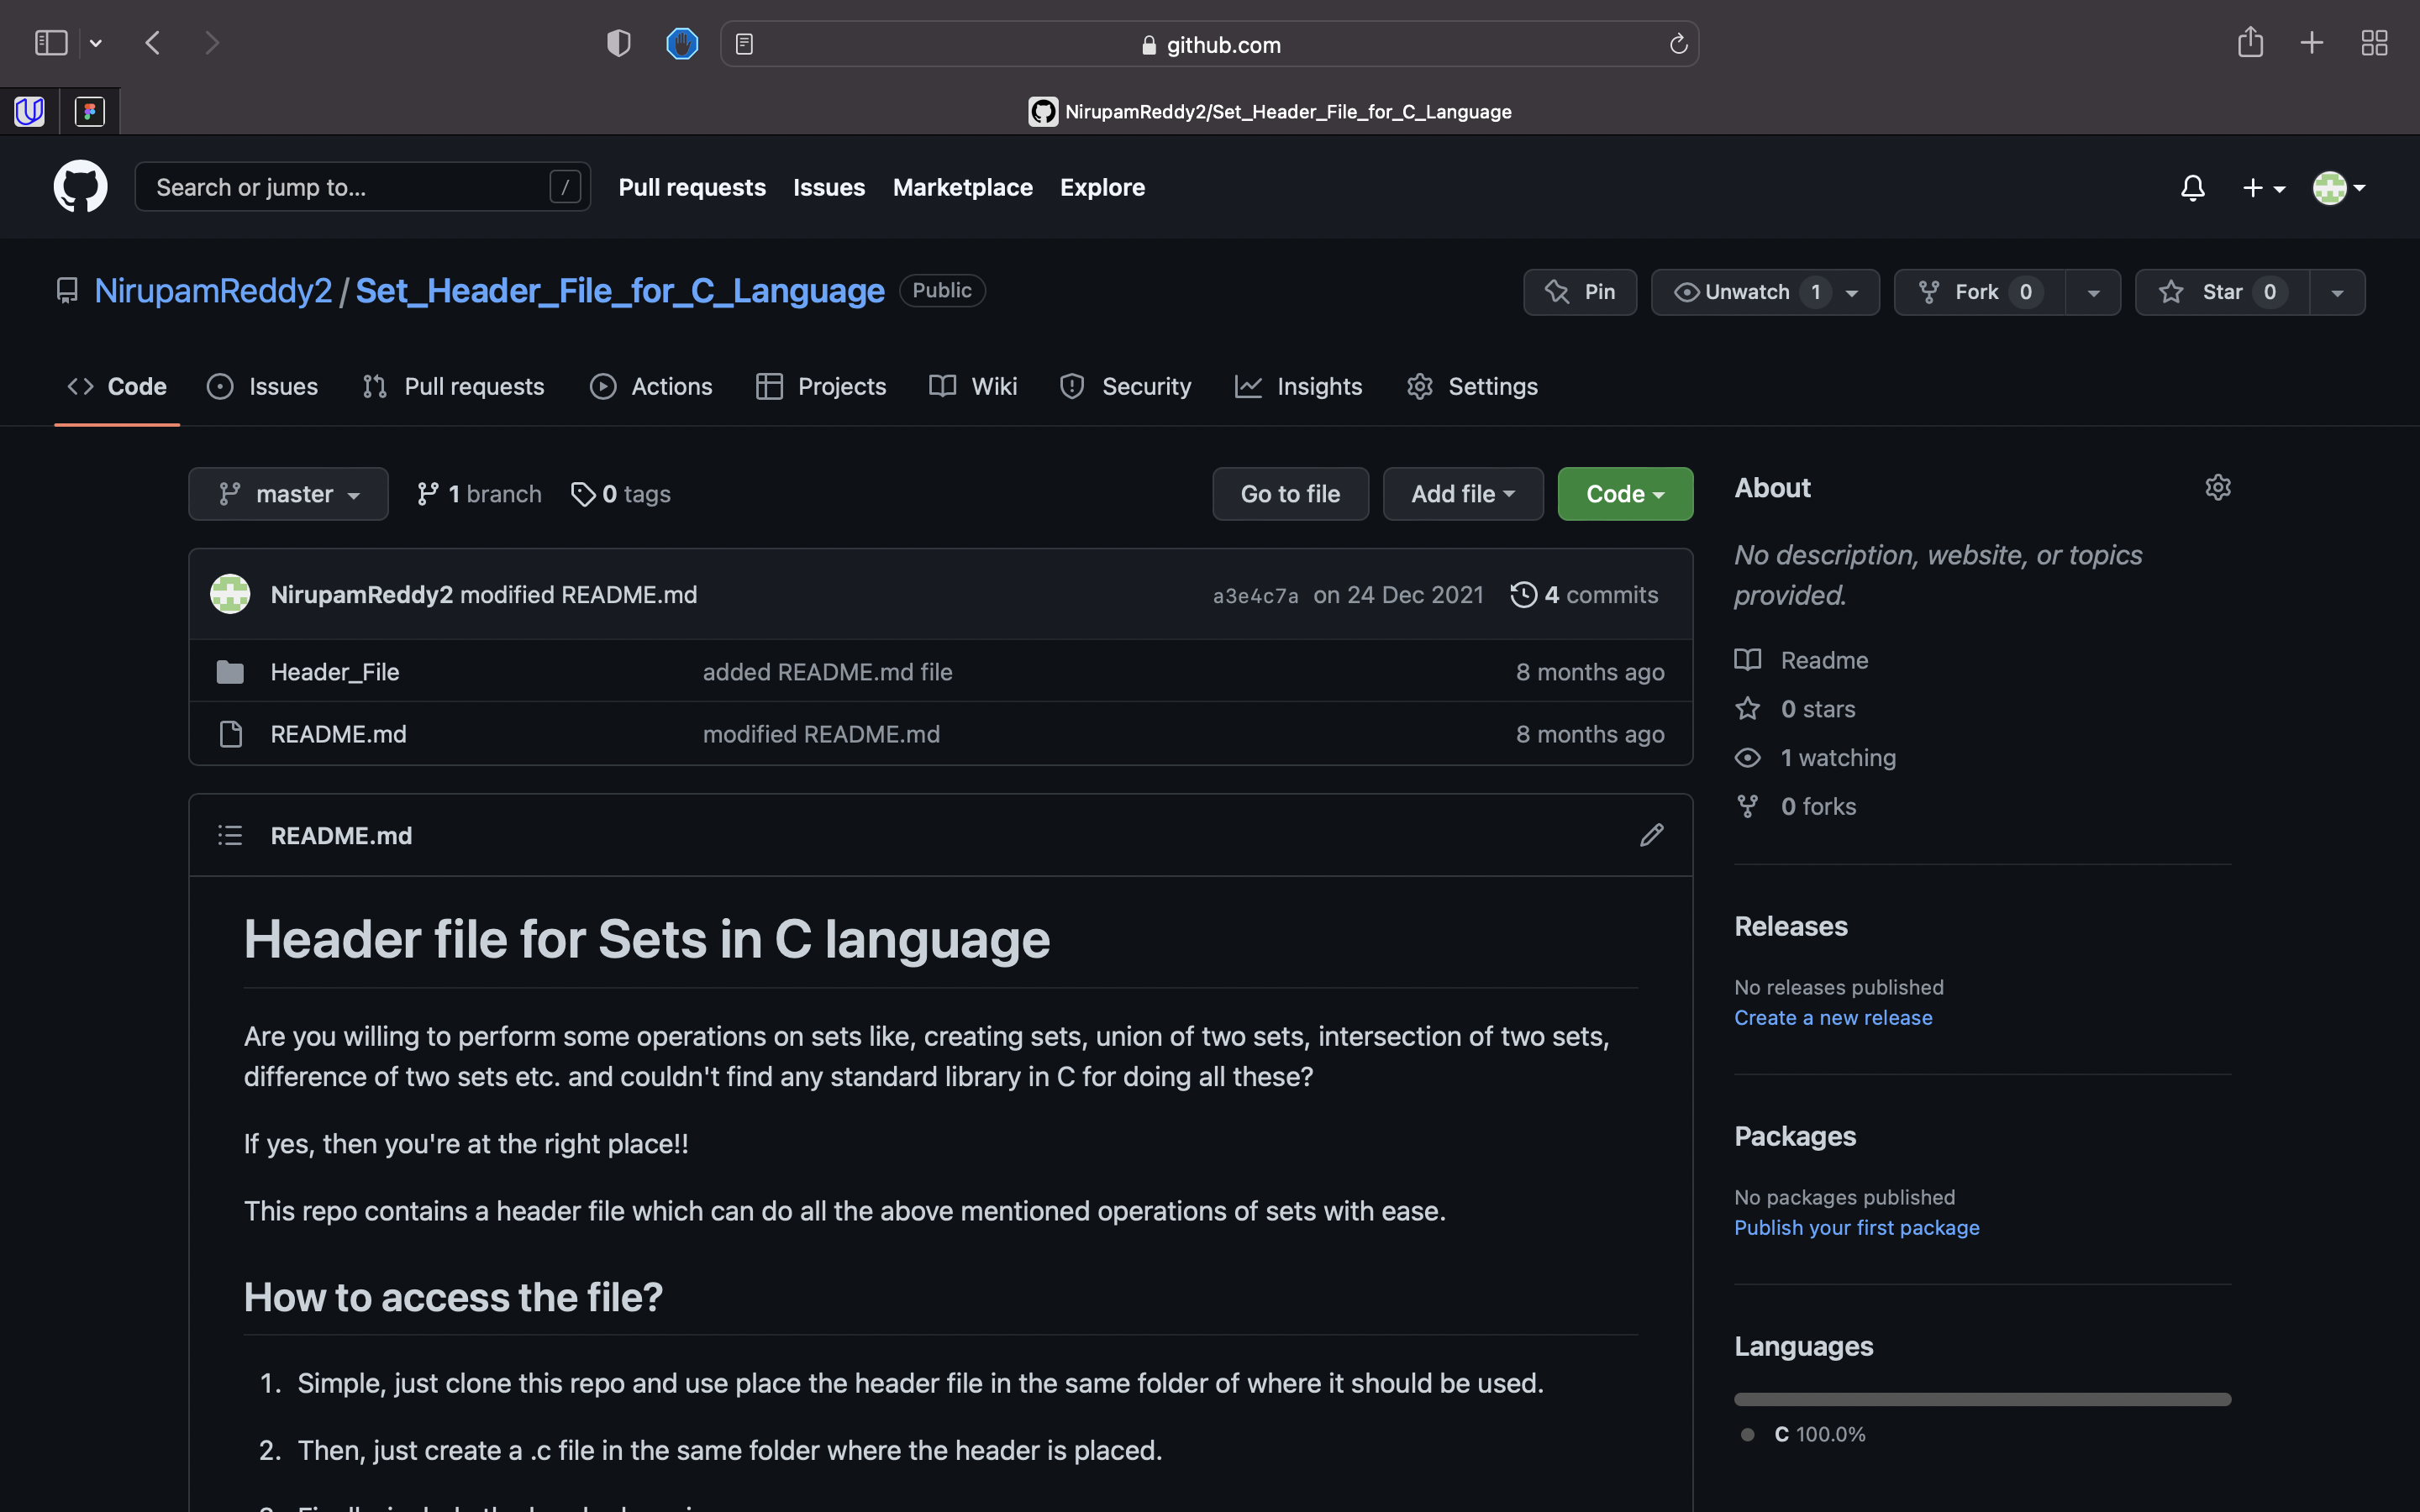 github.com
NirupamReddy2/Set_Header_File_for_C_Language
Search or jump to... /
Pull requests Issues Marketplace Explore
NirupamReddy2 / Set_Header_File_for_C_Language Public
Pin
Unwatch 1
Fork 0
Star 0
Code Issues Pull requests Actions Projects Wiki Security Insights Settings
master 1 branch 0 tags
Go to file Add file Code
NirupamReddy2 modified README.md a3e4c7a on 24 Dec 2021 4 commits
Header_File added README.md file 8 months ago
README.md modified README.md 8 months ago
README.md
Header file for Sets in C language
Are you willing to perform some operations on sets like, creating sets, union of two sets, intersection of two sets,
difference of two sets etc. and couldn't find any standard library in C for doing all these?
If yes, then you're at the right place!!
This repo contains a header file which can do all the above mentioned operations of sets with ease.
How to access the file?
1. Simple, just clone this repo and use place the header file in the same folder of where it should be used.
2. Then, just create a .c file in the same folder where the header is placed.
About
No description, website, or topics
provided.
Readme
0 stars
1 watching
0 forks
Releases
No releases published
Create a new release
Packages
No packages published
Publish your first package
Languages
C 100.0%